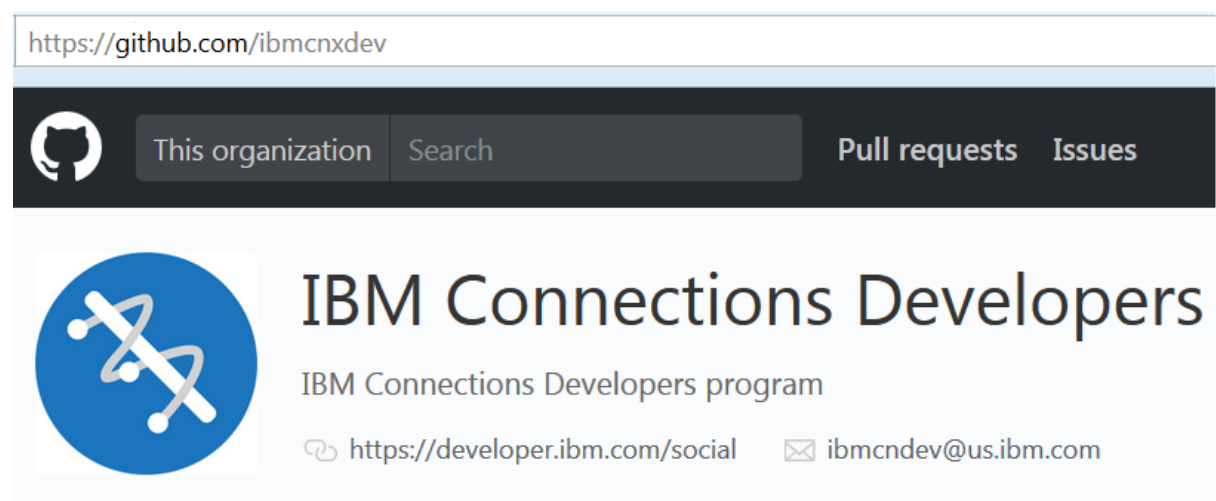 https://github.com/ibmcnxdev
This organization Search Pull requests Issues
IBM Connections Developers
IBM Connections Developers program
https://developer.ibm.com/social ibmcndev@us.ibm.com